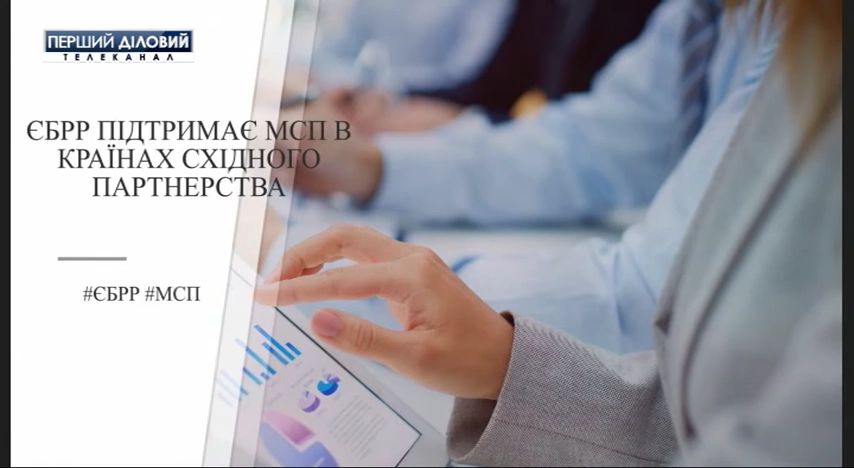 ПЕРШИЙ ДІЛОВИЙ
ТЕЛЕКАНАЛ
ЄБРР ПІДТРИМАЄ МСП В
КРАЇНАХ СХІДНОГО
ПАРТНЕРСТВА
#ЄБРР #МСП